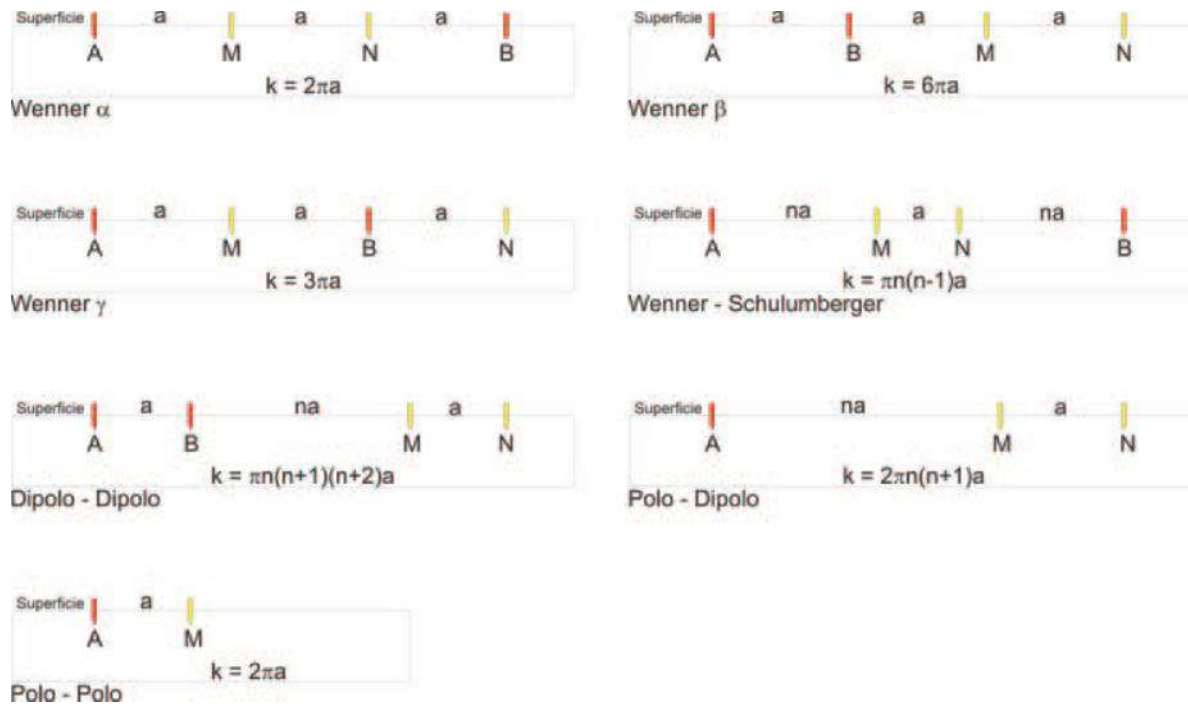 Superficie a a a
A M N B
k = 2πa
Wenner α
Superficie a a a
A B M N
k = 6πa
Wenner β
Superficie a a a
A M B N
k = 3πa
Wenner γ
Superficie na a na
A M N B
k = πn(n-1)a
Wenner - Schulumberger
Superficie a na a
A B M N
k = πn(n+1)(n+2)a
Dipolo - Dipolo
Superficie na a
A M N
k = 2πn(n+1)a
Polo - Dipolo
Superficie a
A M
k = 2πa
Polo - Polo